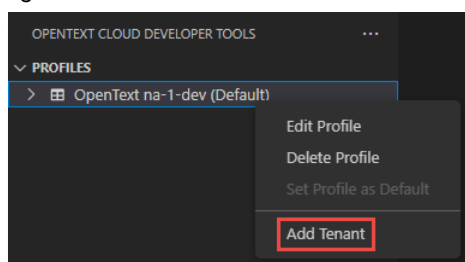 OPENTEXT CLOUD DEVELOPER TOOLS ...
PROFILES
OpenText na-1-dev (Default)
Edit Profile
Delete Profile
Set Profile as Default
Add Tenant